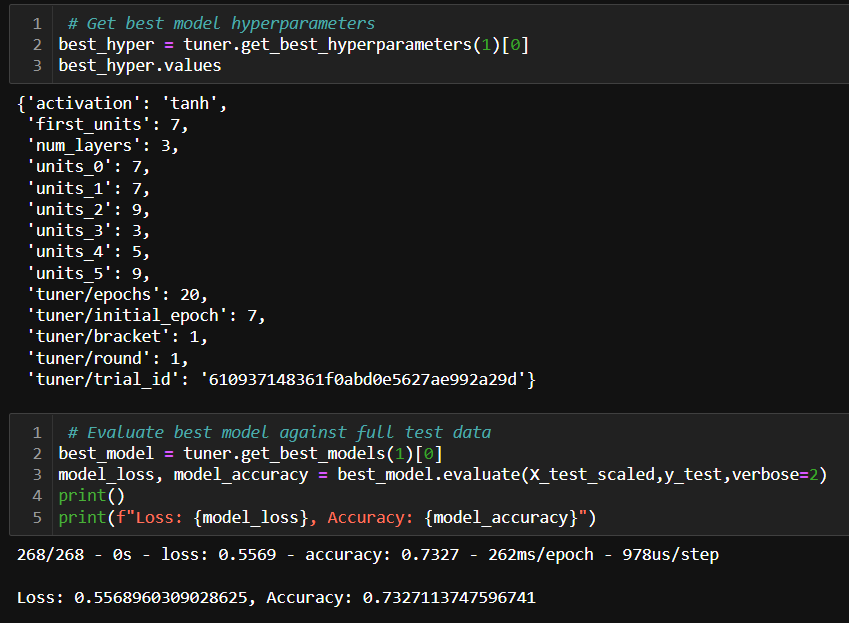 1 # Get best model hyperparameters
2 best_hyper = tuner.get_best_hyperparameters(1)[0]
3 best_hyper.values
{'activation': 'tanh',
'first_units': 7,
'num_layers': 3,
'units_0': 7,
'units_1': 7,
'units_2': 9,
'units_3': 3,
'units_4': 5,
'units_5': 9,
'tuner/epochs': 20,
'tuner/initial_epoch': 7,
'tuner/bracket': 1,
'tuner/round': 1,
'tuner/trial_id': '610937148361f0abd0e5627ae992a29d'}
1 # Evaluate best model against full test data
2 best_model = tuner.get_best_models(1)[0]
3 model_loss, model_accuracy = best_model.evaluate(X_test_scaled,y_test,verbose=2)
4 print()
5 print(f"Loss: {model_loss}, Accuracy: {model_accuracy}")
268/268 - 0s - loss: 0.5569 - accuracy: 0.7327 - 262ms/epoch - 978us/step
Loss: 0.5568960309028625, Accuracy: 0.7327113747596741